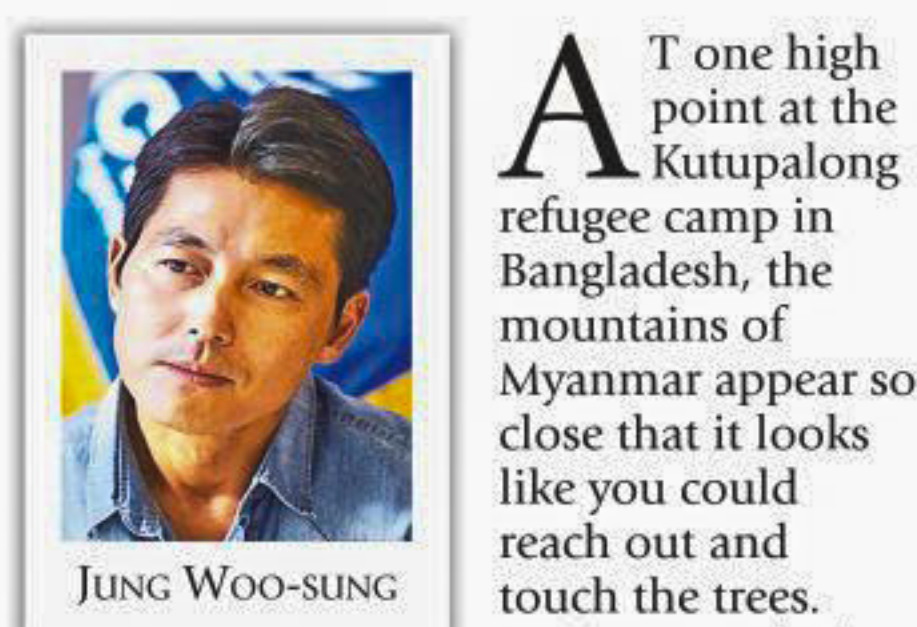 JUNG WOO-SUNG
AT one high
point at the
Kutupalong
refugee camp in
Bangladesh, the
mountains of
Myanmar appear so
close that it looks
like you could
reach out and
touch the trees.